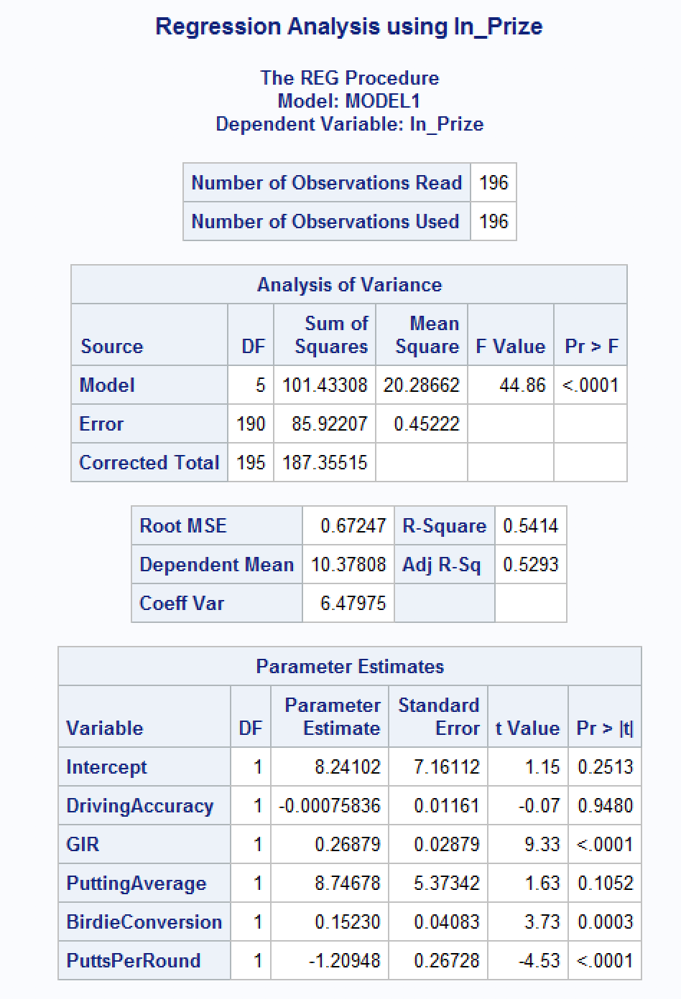 Regression Analysis using ln_Prize
The REG Procedure
Model: MODEL1
Dependent Variable: ln_Prize
Number of Observations Read 196
Number of Observations Used 196
Analysis of Variance
Source DF Sum of Squares Mean Square F Value Pr > F
Model 5 101.43308 20.28662 44.86 <.0001
Error 190 85.92207 0.45222
Corrected Total 195 187.35515
Root MSE 0.67247 R-Square 0.5414
Dependent Mean 10.37808 Adj R-Sq 0.5293
Coeff Var 6.47975
Parameter Estimates
Variable DF Parameter Estimate Standard Error t Value Pr > |t|
Intercept 1 8.24102 7.16112 1.15 0.2513
DrivingAccuracy 1 -0.00075836 0.01161 -0.07 0.9480
GIR 1 0.26879 0.02879 9.33 <.0001
PuttingAverage 1 8.74678 5.37342 1.63 0.1052
BirdieConversion 1 0.15230 0.04083 3.73 0.0003
PuttsPerRound 1 -1.20948 0.26728 -4.53 <.0001